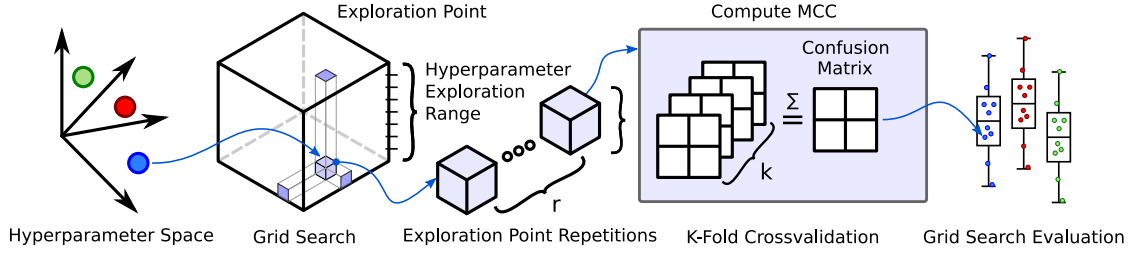 Exploration Point
Compute MCC
Hyperparameter
Exploration
Range
Confusion
Matrix
Σ
=
k
r
Hyperparameter Space
Grid Search
Exploration Point Repetitions
K-Fold Crossvalidation
Grid Search Evaluation